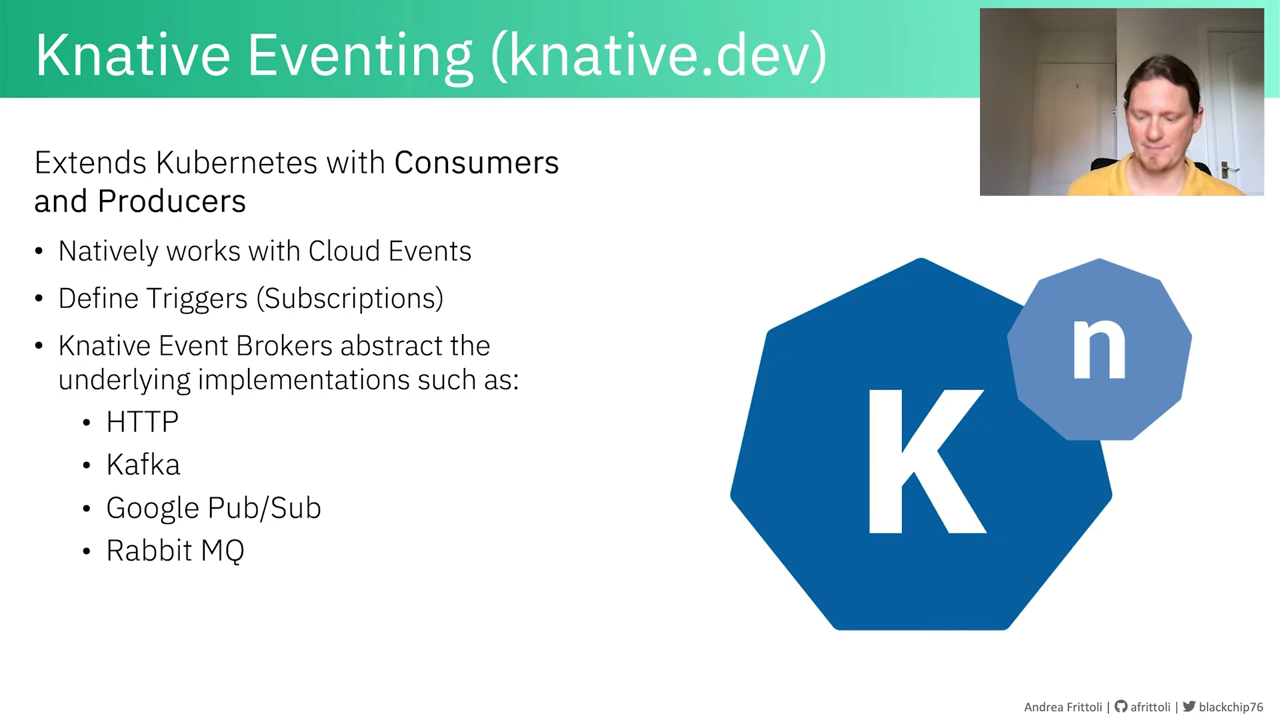 Knative Eventing (knative.dev)
Extends Kubernetes with Consumers
and Producers
• Natively works with Cloud Events
• Define Triggers (Subscriptions)
• Knative Event Brokers abstract the
underlying implementations such as:
• HTTP
• Kafka
• Google Pub/Sub
• Rabbit MQ
K
n
Andrea Frittoli | afrittoli | blackchip76